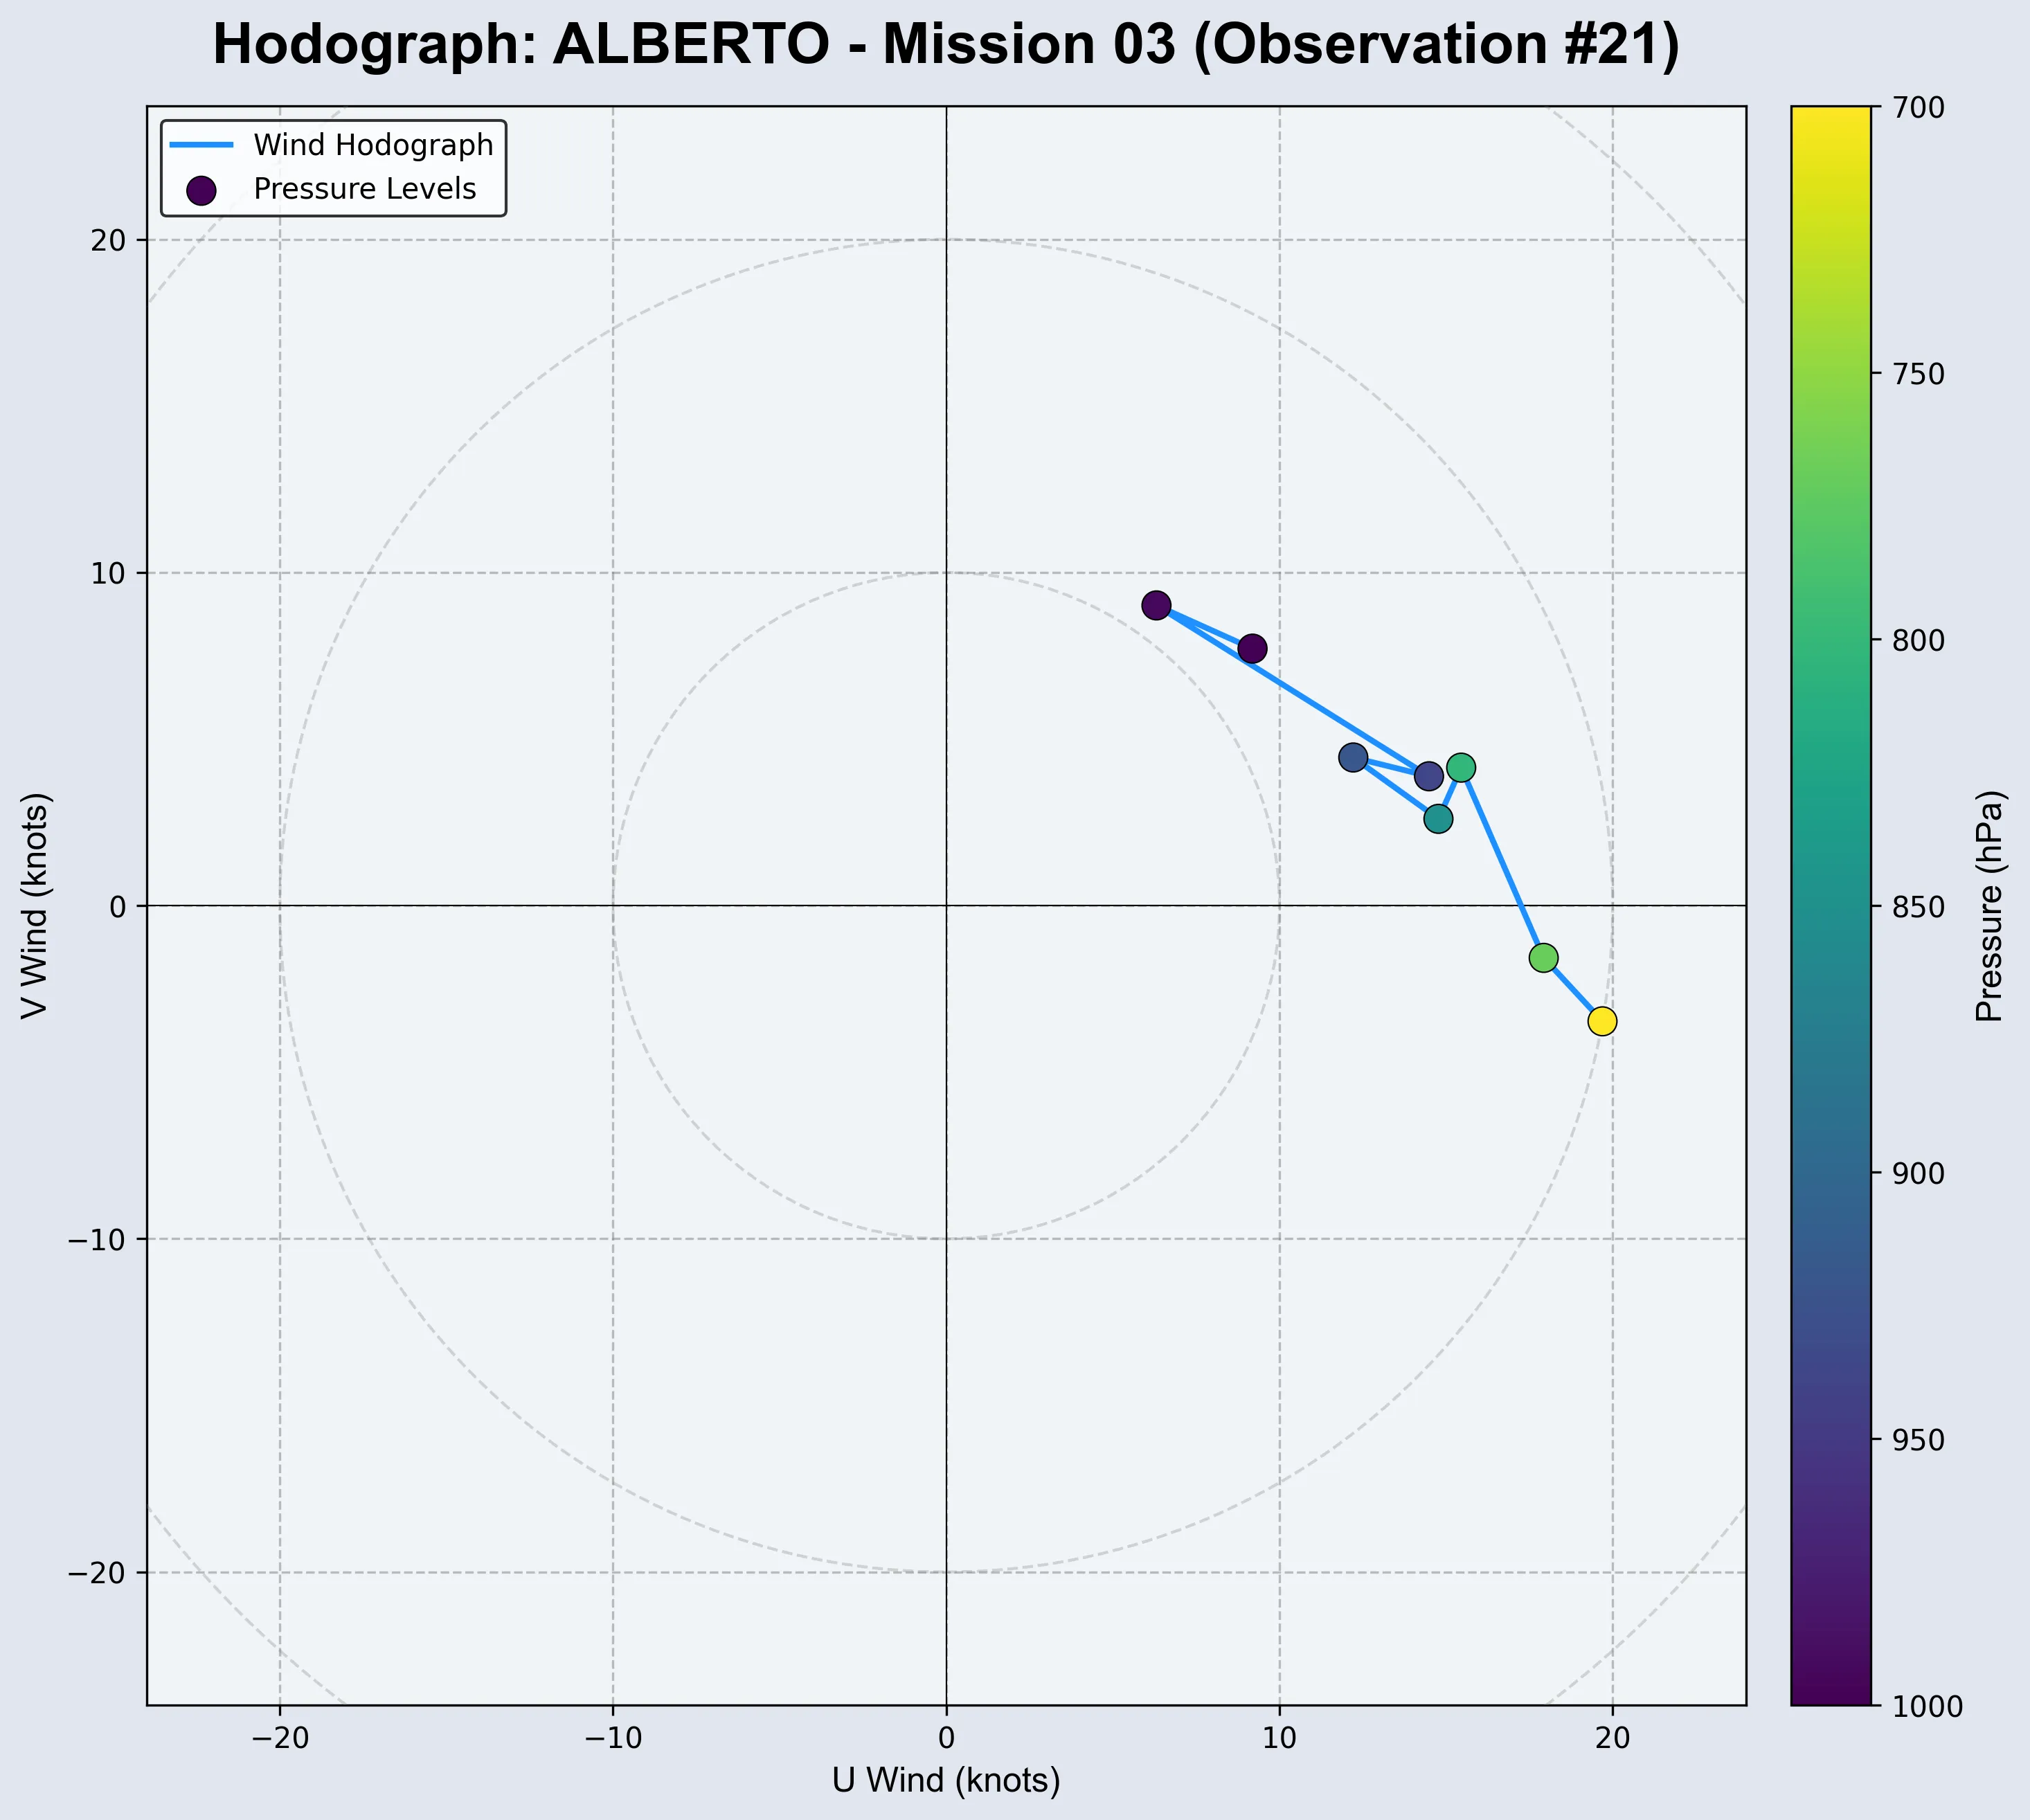 Hodograph: ALBERTO - Mission 03 (Observation #21)
Wind Hodograph
Pressure Levels
20
10
0
−10
−20
V Wind (knots)
−20
−10
0
10
20
U Wind (knots)
700
750
800
850
900
950
1000
Pressure (hPa)